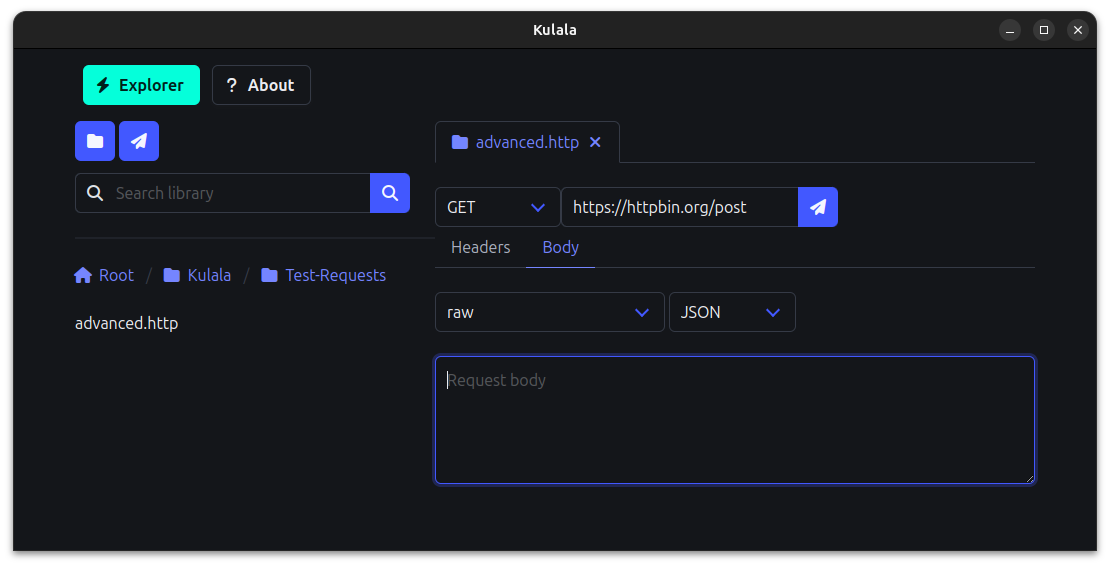 Kulala
Explorer
? About
advanced.http
Search library
GET
https://httpbin.org/post
Headers
Body
Root / Kulala / Test-Requests
raw
JSON
advanced.http
Request body